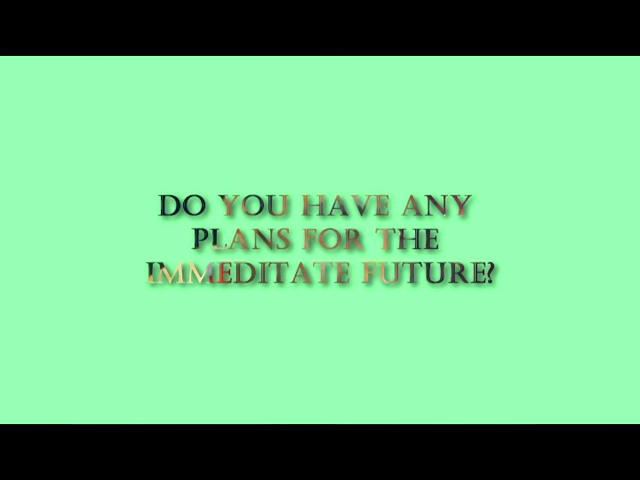 DO YOU HAVE ANY
PLANS FOR THE
IMMEDITATE FUTURE?